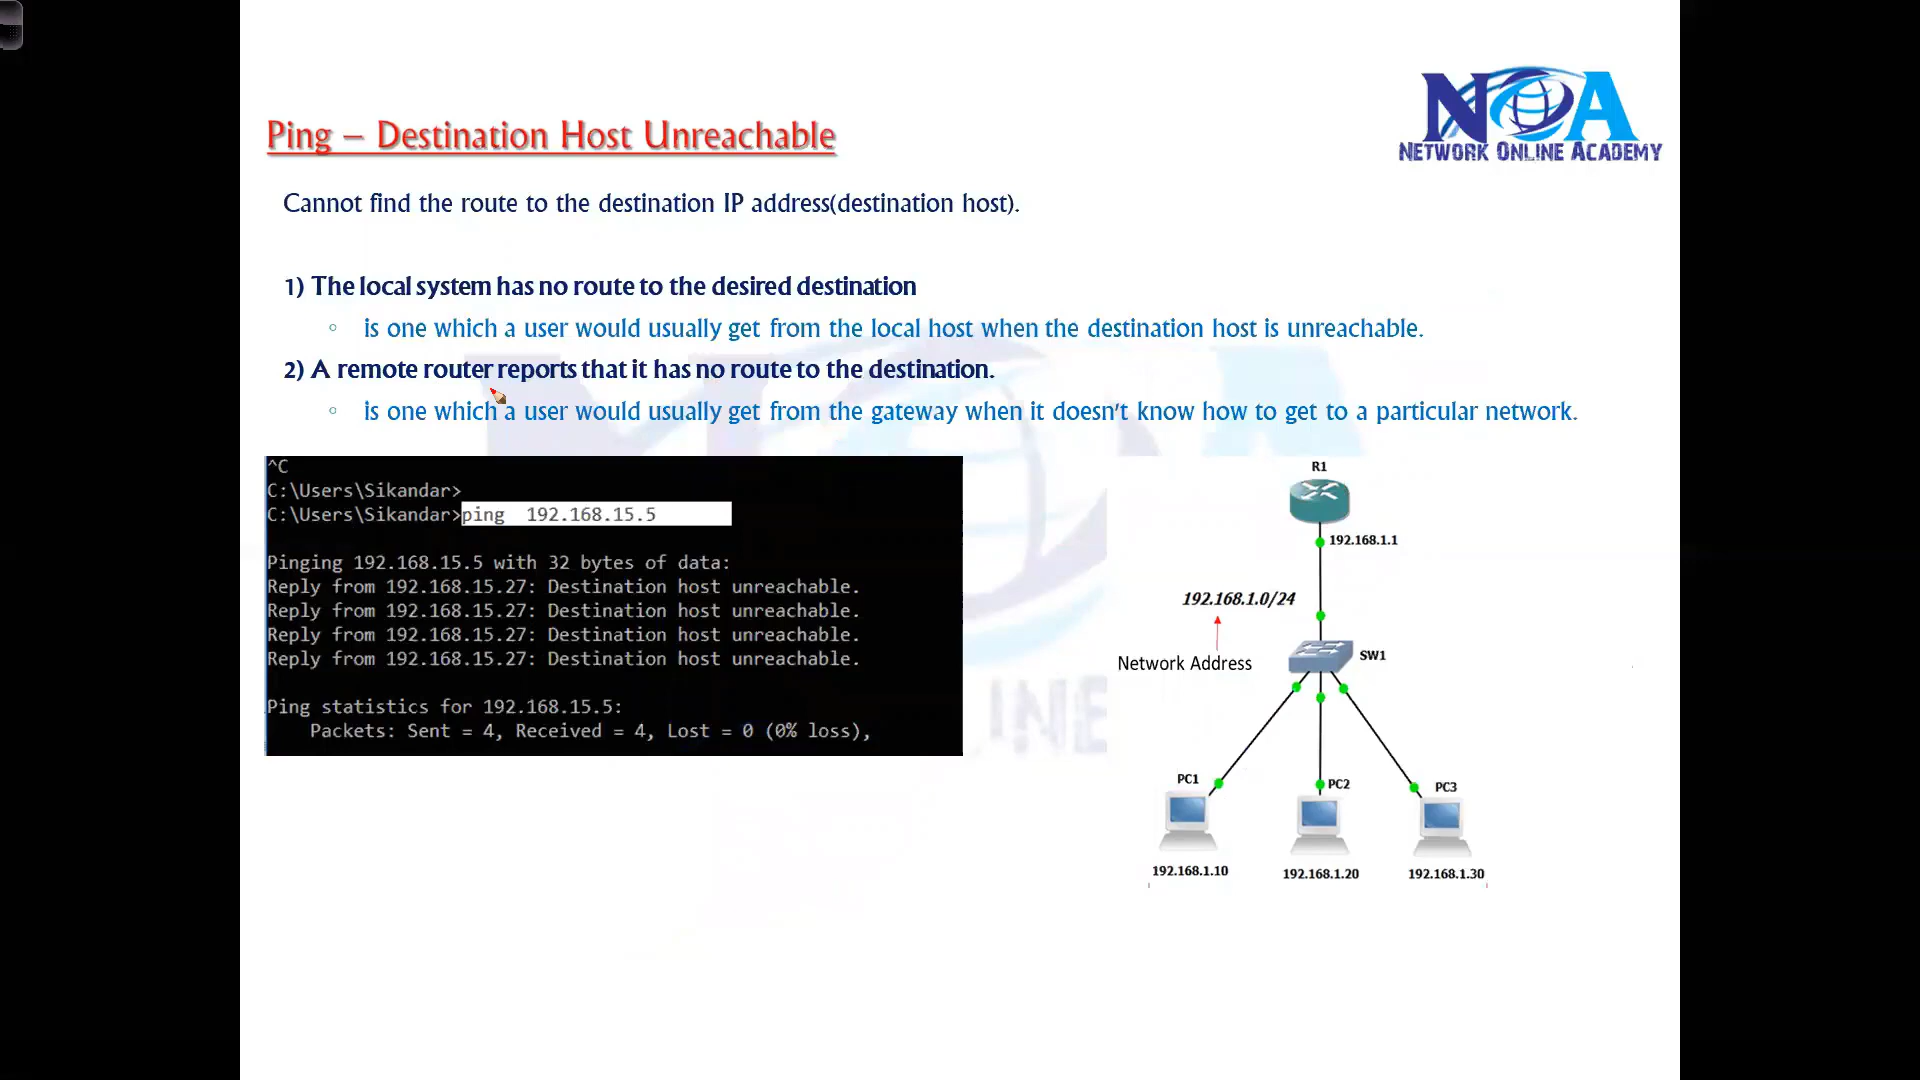 NOA
NETWORK ONLINE ACADEMY
Ping – Destination Host Unreachable
Cannot find the route to the destination IP address(destination host).
1) The local system has no route to the desired destination
◦ is one which a user would usually get from the local host when the destination host is unreachable.
2) A remote router reports that it has no route to the destination.
◦ is one which a user would usually get from the gateway when it doesn't know how to get to a particular network.
^C
C:\Users\Sikandar>
C:\Users\Sikandar>ping  192.168.15.5
Pinging 192.168.15.5 with 32 bytes of data:
Reply from 192.168.15.27: Destination host unreachable.
Reply from 192.168.15.27: Destination host unreachable.
Reply from 192.168.15.27: Destination host unreachable.
Reply from 192.168.15.27: Destination host unreachable.
Ping statistics for 192.168.15.5:
Packets: Sent = 4, Received = 4, Lost = 0 (0% loss),
R1
192.168.1.1
192.168.1.0/24
Network Address
SW1
PC1
PC2
PC3
192.168.1.10
192.168.1.20
192.168.1.30